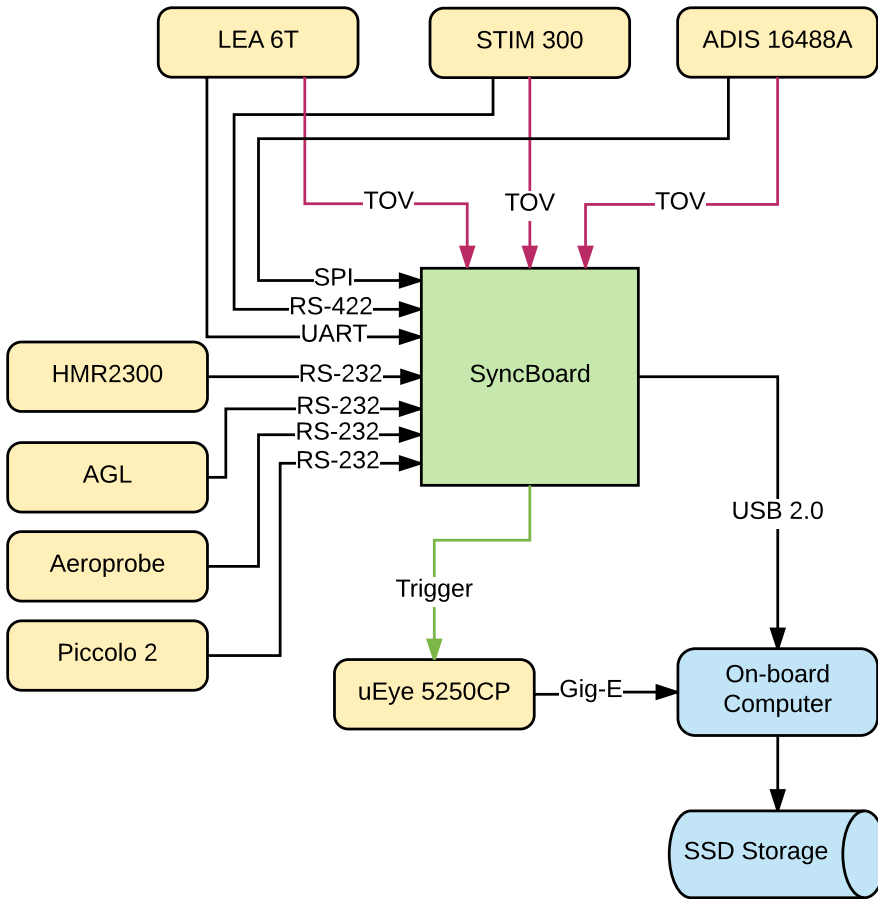 LEA 6T
STIM 300
ADIS 16488A
TOV
TOV
TOV
SPI
RS-422
UART
HMR2300
RS-232
SyncBoard
RS-232
RS-232
AGL
RS-232
USB 2.0
Aeroprobe
Trigger
Piccolo 2
uEye 5250CP
Gig-E
On-board
Computer
SSD Storage